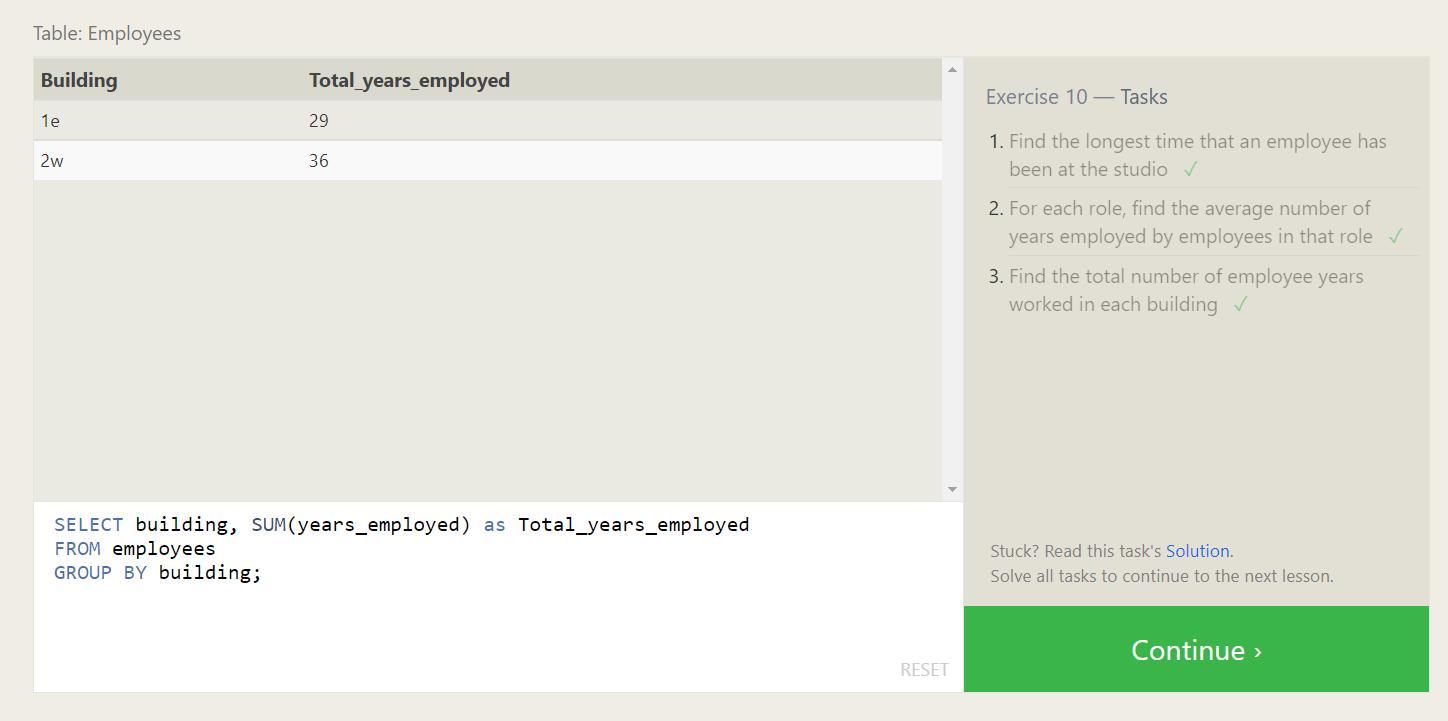 Table: Employees
Building Total_years_employed
1e 29
2w 36
SELECT building, SUM(years_employed) as Total_years_employed
FROM employees
GROUP BY building;
RESET
Exercise 10 — Tasks
1. Find the longest time that an employee has
been at the studio ✓
2. For each role, find the average number of
years employed by employees in that role ✓
3. Find the total number of employee years
worked in each building ✓
Stuck? Read this task's Solution.
Solve all tasks to continue to the next lesson.
Continue ›